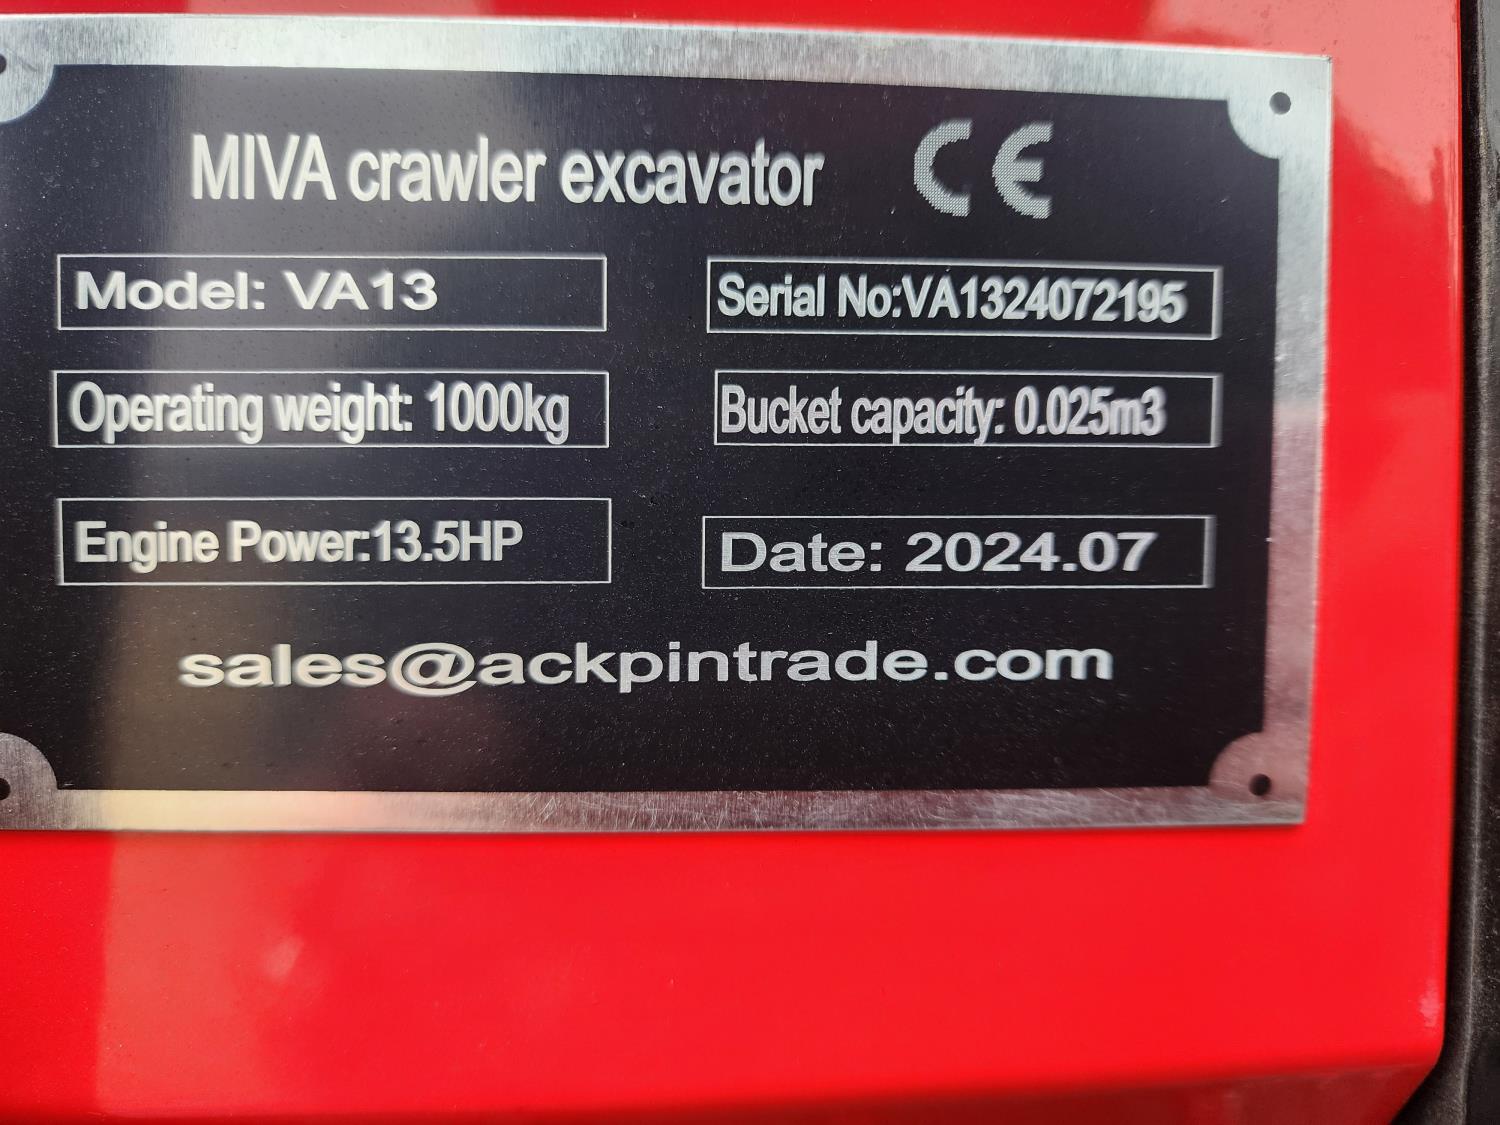 MIVA crawler excavator CE
Model: VA13
Serial No:VA1324072195
Operating weight: 1000kg
Bucket capacity: 0.025m3
Engine Power:13.5HP
Date: 2024.07
sales@ackpintrade.com